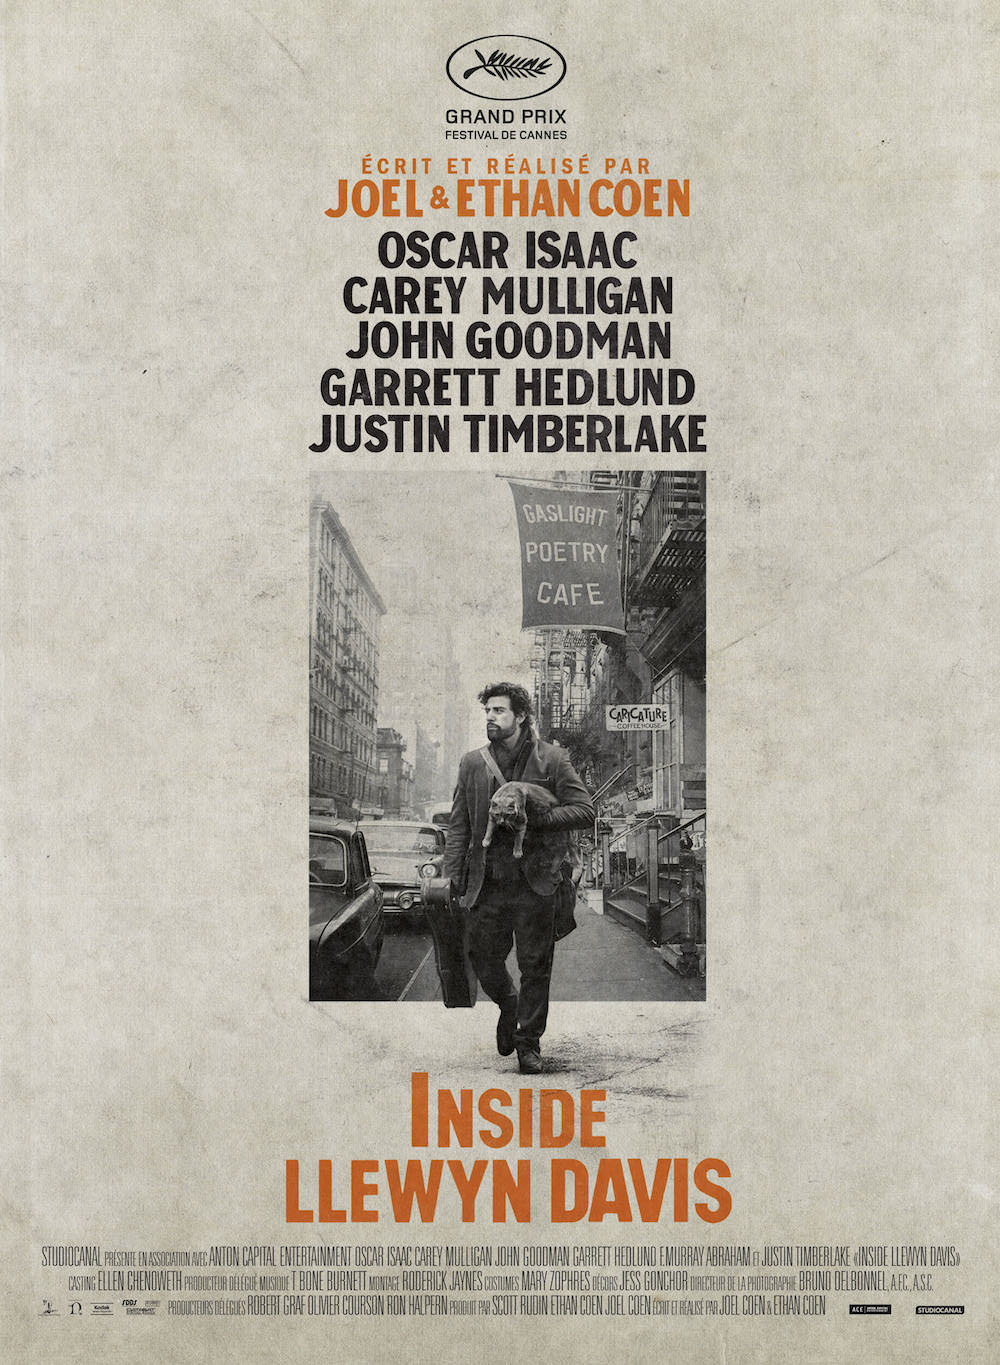 GRAND PRIX
FESTIVAL DE CANNES
ÉCRIT ET RÉALISÉ PAR
JOEL & ETHAN COEN
OSCAR ISAAC
CAREY MULLIGAN
JOHN GOODMAN
GARRETT HEDLUND
JUSTIN TIMBERLAKE
GASLIGHT
POETRY
CAFE
CARICATURE
COFFEE HOUSE
INSIDE
LLEWYN DAVIS
STUDIOCANAL PRÉSENTE EN ASSOCIATION AVEC ANTON CAPITAL ENTERTAINMENT OSCAR ISAAC CAREY MULLIGAN JOHN GOODMAN GARRETT HEDLUND F.MURRAY ABRAHAM ET JUSTIN TIMBERLAKE «INSIDE LLEWYN DAVIS»
CASTING ELLEN CHENOWETH PRODUCTEUR DÉLÉGUÉ MUSIQUE T BONE BURNETT MONTAGE RODERICK JAYNES COSTUMES MARY ZOPHRES DÉCORS JESS GONCHOR DIRECTEUR DE LA PHOTOGRAPHIE BRUNO DELBONNEL, A.F.C., A.S.C.
Kodak PRODUCTEURS DÉLÉGUÉS ROBERT GRAF OLIVIER COURSON RON HALPERN PRODUIT PAR SCOTT RUDIN ETHAN COEN JOEL COEN ÉCRIT ET RÉALISÉ PAR JOEL COEN & ETHAN COEN ACE STUDIOCANAL